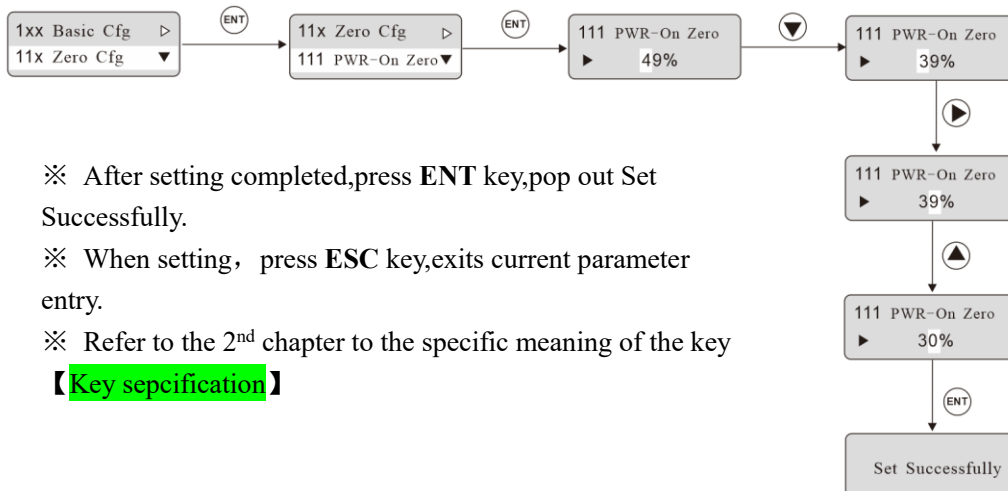 1xx Basic Cfg ▷
11x Zero Cfg ▼
ENT
11x Zero Cfg ▷
111 PWR-On Zero▼
ENT
111 PWR-On Zero
▶ 49%
▼
111 PWR-On Zero
▶ 39%
▶
111 PWR-On Zero
▶ 39%
▲
111 PWR-On Zero
▶ 30%
ENT
Set Successfully
※ After setting completed,press ENT key,pop out Set
Successfully.
※ When setting，press ESC key,exits current parameter
entry.
※ Refer to the 2nd chapter to the specific meaning of the key
【Key sepcification】